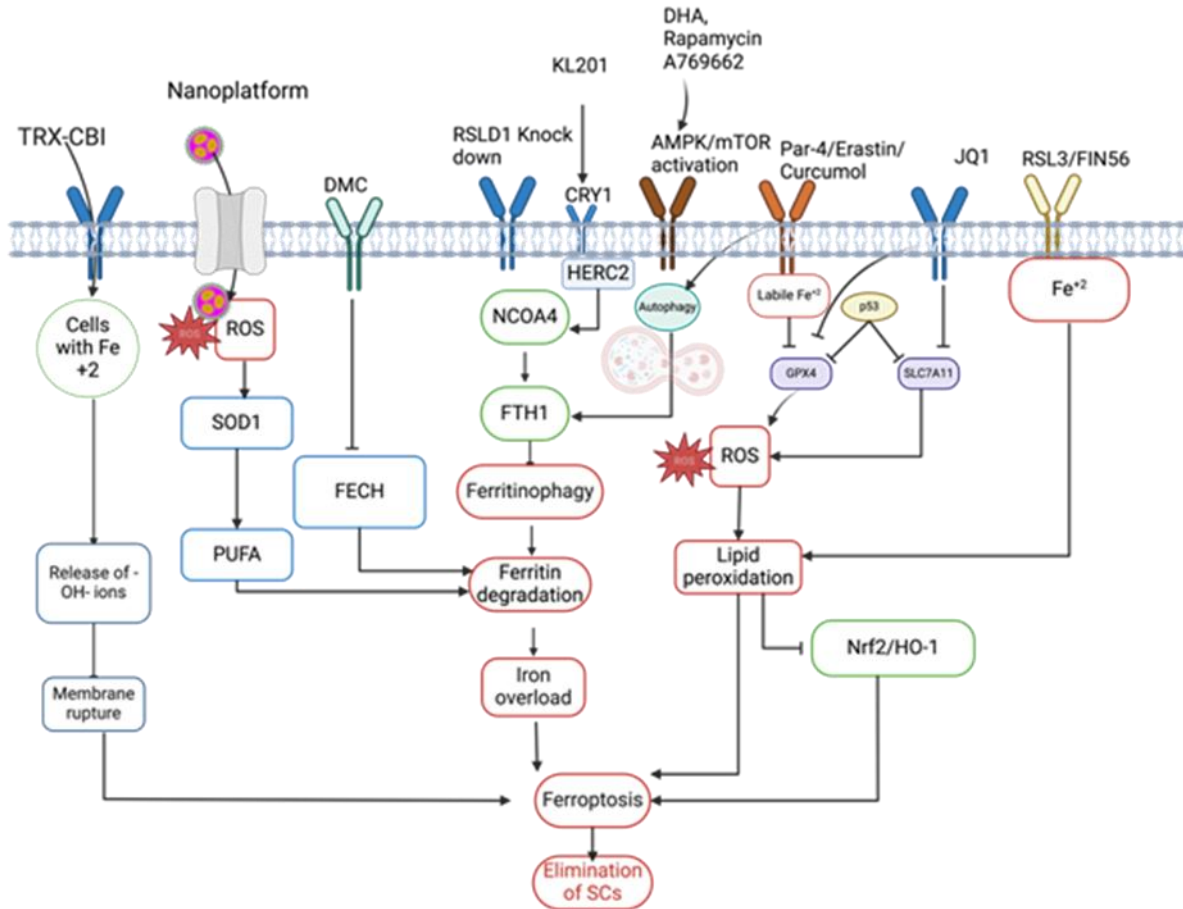 DHA,
Rapamycin
A769662
KL201
Nanoplatform
TRX-CBI
RSLD1 Knock
down
AMPK/mTOR
activation
Par-4/Erastin/
Curcumol
JQ1
RSL3/FIN56
DMC
CRY1
HERC2
Labile Fe+2
Fe+2
Cells
with Fe
+2
ROS
ROS
NCOA4
Autophagy
p53
GPX4
SLC7A11
SOD1
FTH1
ROS
ROS
FECH
Ferritinophagy
PUFA
Lipid
peroxidation
Release of -
OH- ions
Ferritin
degradation
Nrf2/HO-1
Membrane
rupture
Iron
overload
Ferroptosis
Elimination
of SCs